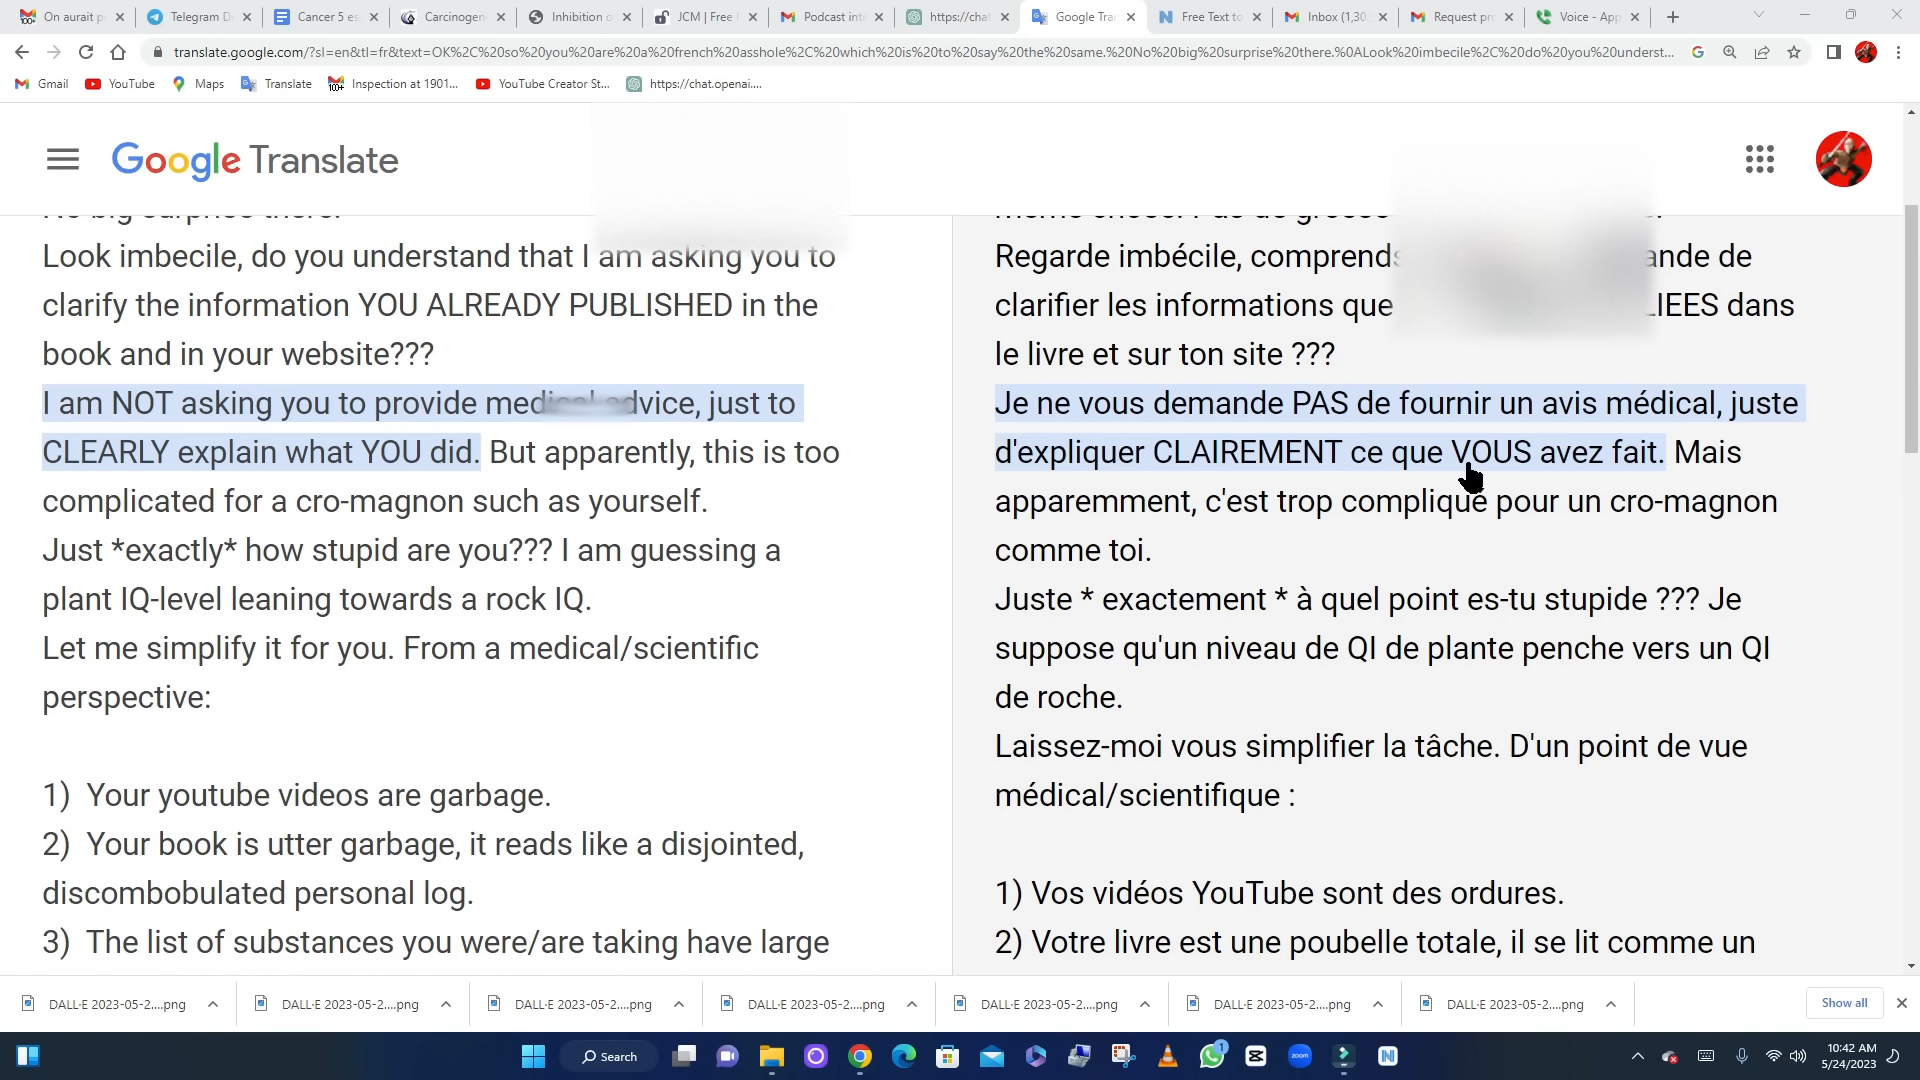 On aurait p
Telegram D
Cancer 5 es
Carcinogen
Inhibition o
JCM | Free
Podcast int
https://chat
Google Tra
Free Text to
Inbox (1,30
Request pr
Voice - App
translate.google.com/?sl=en&tl=fr&text=OK%2C%20so%20you%20are%20a%20french%20asshole%2C%20which%20is%20to%20say%20the%20same.%20No%20big%20surprise%20there.%0ALook%20imbecile%2C%20do%20you%20underst...
Gmail
YouTube
Maps
Translate
Inspection at 1901...
YouTube Creator St...
https://chat.openai....
Google Translate
No big surprise there.
Look imbecile, do you understand that I am asking you to
clarify the information YOU ALREADY PUBLISHED in the
book and in your website???
I am NOT asking you to provide medical advice, just to
CLEARLY explain what YOU did. But apparently, this is too
complicated for a cro-magnon such as yourself.
Just *exactly* how stupid are you??? I am guessing a
plant IQ-level leaning towards a rock IQ.
Let me simplify it for you. From a medical/scientific
perspective:
1) Your youtube videos are garbage.
2) Your book is utter garbage, it reads like a disjointed,
discombobulated personal log.
3) The list of substances you were/are taking have large
Regarde imbécile, comprends ande de
clarifier les informations que LIEES dans
le livre et sur ton site ???
Je ne vous demande PAS de fournir un avis médical, juste
d'expliquer CLAIREMENT ce que VOUS avez fait. Mais
apparemment, c'est trop compliqué pour un cro-magnon
comme toi.
Juste * exactement * à quel point es-tu stupide ??? Je
suppose qu'un niveau de QI de plante penche vers un QI
de roche.
Laissez-moi vous simplifier la tâche. D'un point de vue
médical/scientifique :
1) Vos vidéos YouTube sont des ordures.
2) Votre livre est une poubelle totale, il se lit comme un
DALL·E 2023-05-2....png
DALL·E 2023-05-2....png
DALL·E 2023-05-2....png
DALL·E 2023-05-2....png
DALL·E 2023-05-2....png
DALL·E 2023-05-2....png
DALL·E 2023-05-2....png
Show all
Search
zoom
1
10:42 AM
5/24/2023